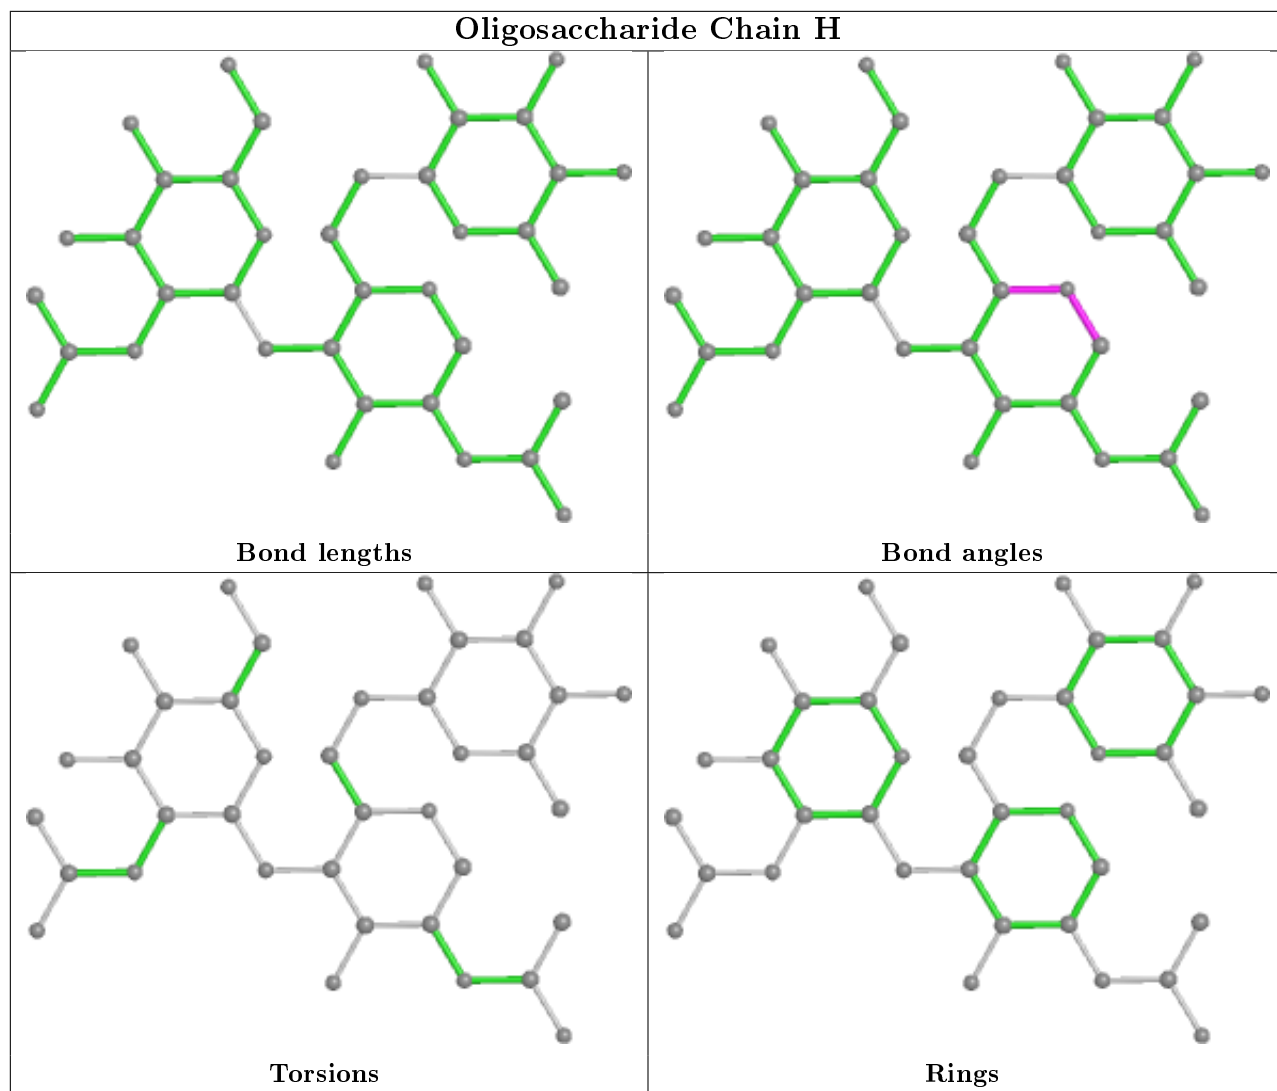 Oligosaccharide Chain H
Bond lengths
Bond angles
Torsions
Rings